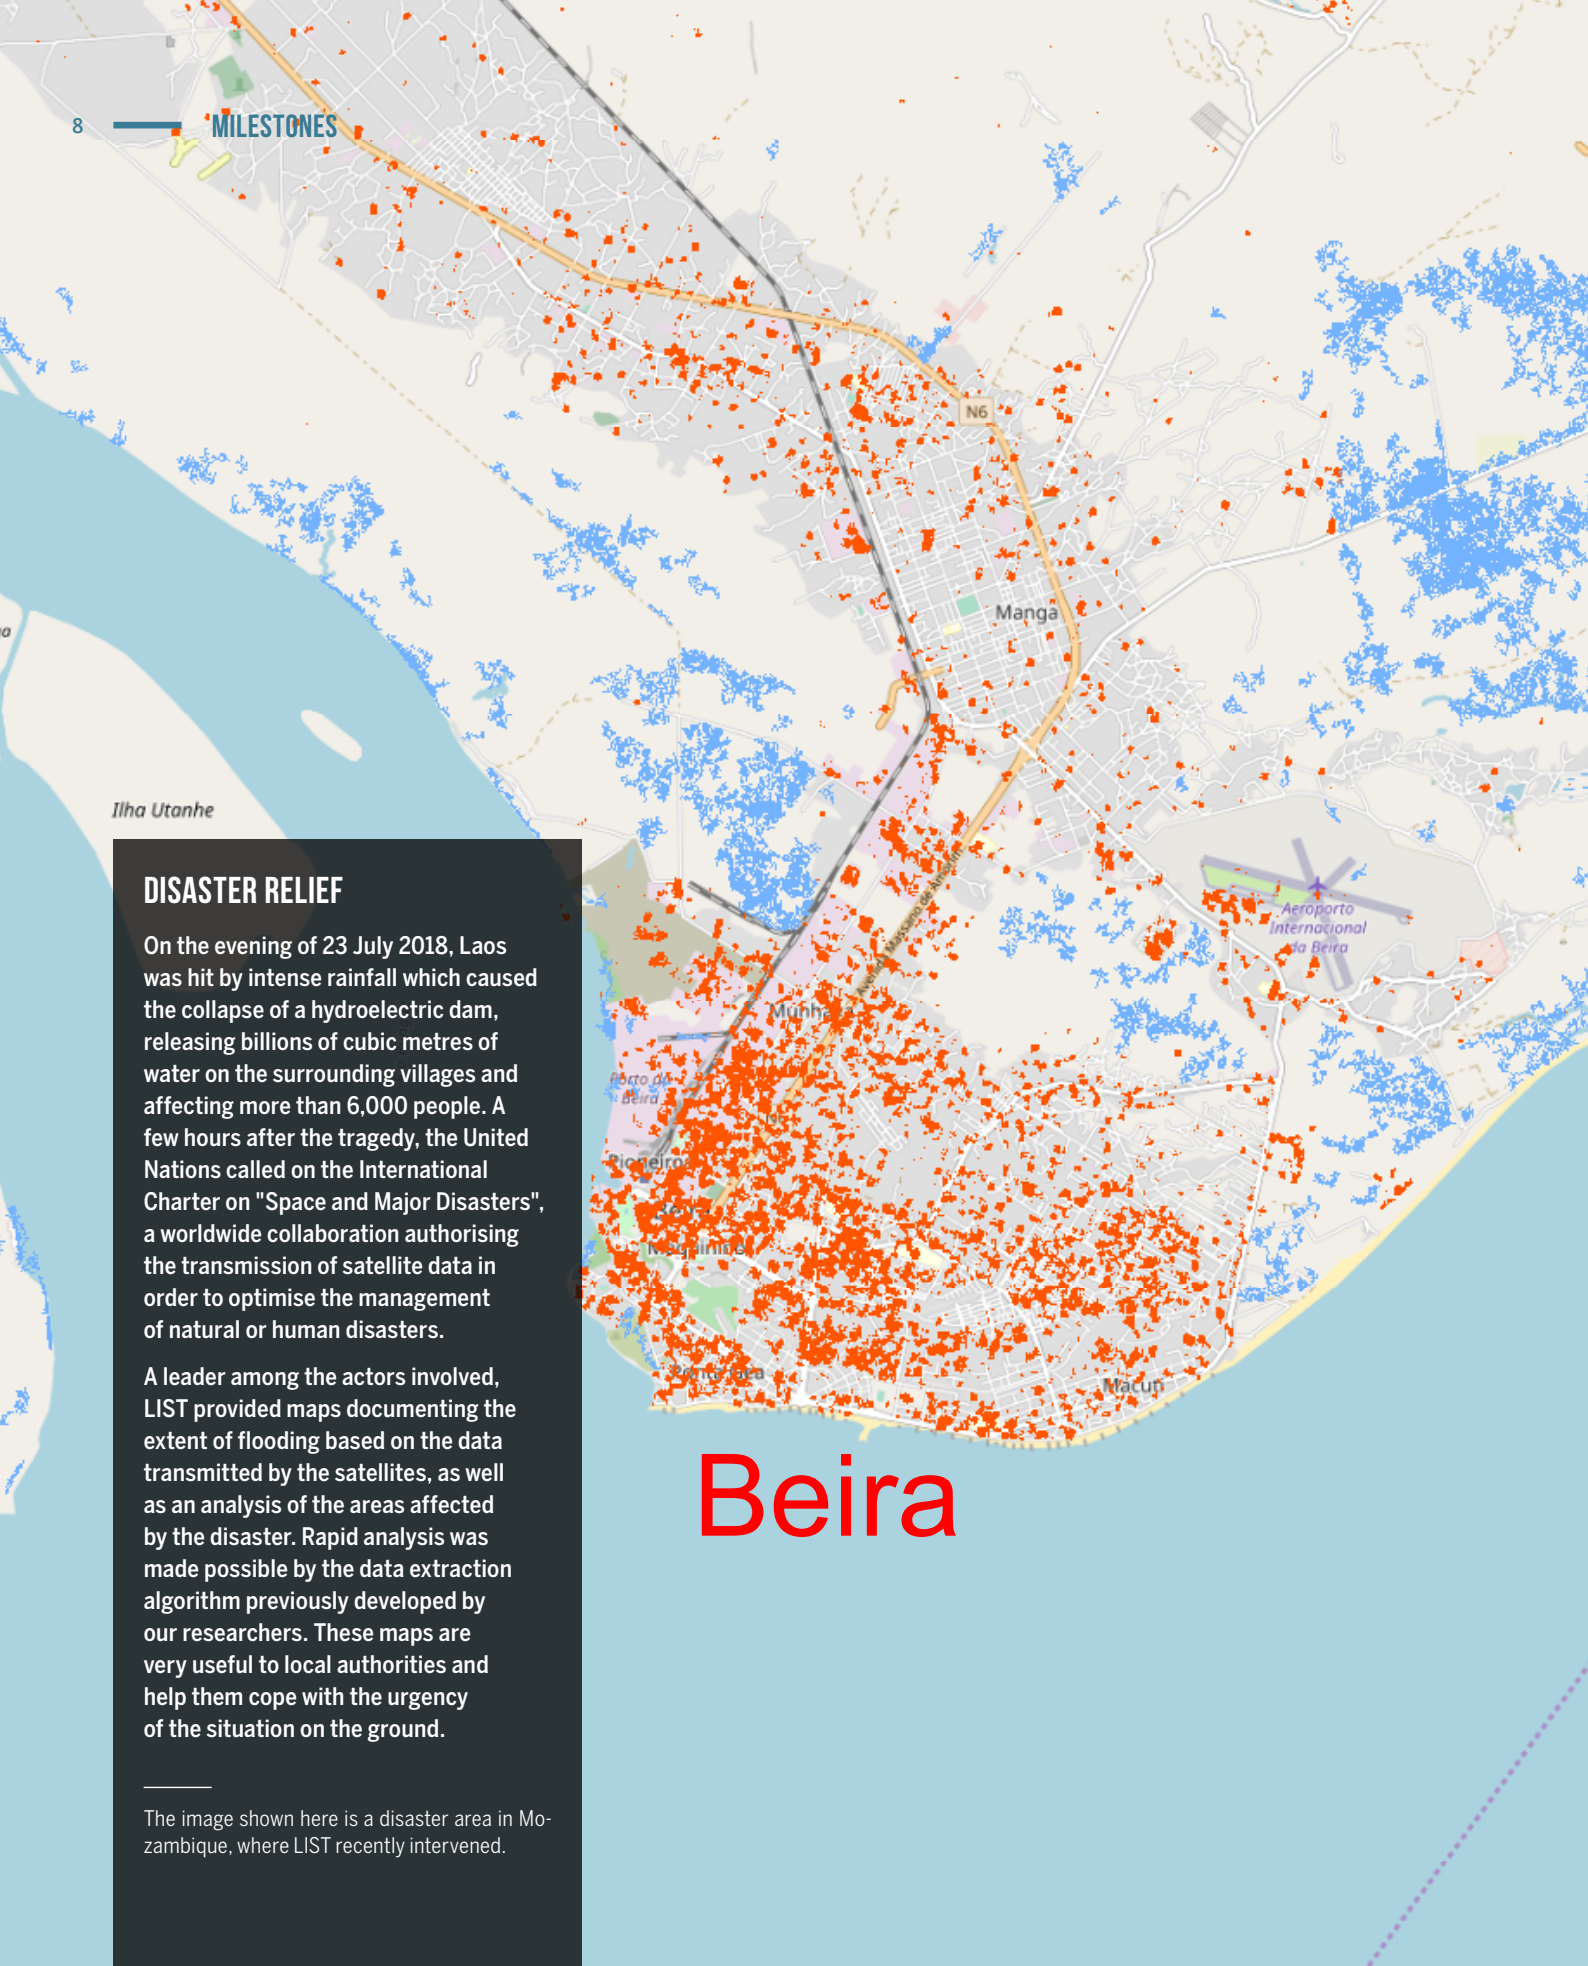 8
MILESTONES
N6
Manga
Ilha Utanhe
Aeroporto
Internacional
da Beira
Porto da
Beira
Macuti
Beira
DISASTER RELIEF
On the evening of 23 July 2018, Laos
was hit by intense rainfall which caused
the collapse of a hydroelectric dam,
releasing billions of cubic metres of
water on the surrounding villages and
affecting more than 6,000 people. A
few hours after the tragedy, the United
Nations called on the International
Charter on "Space and Major Disasters",
a worldwide collaboration authorising
the transmission of satellite data in
order to optimise the management
of natural or human disasters.
A leader among the actors involved,
LIST provided maps documenting the
extent of flooding based on the data
transmitted by the satellites, as well
as an analysis of the areas affected
by the disaster. Rapid analysis was
made possible by the data extraction
algorithm previously developed by
our researchers. These maps are
very useful to local authorities and
help them cope with the urgency
of the situation on the ground.
The image shown here is a disaster area in Mo-
zambique, where LIST recently intervened.